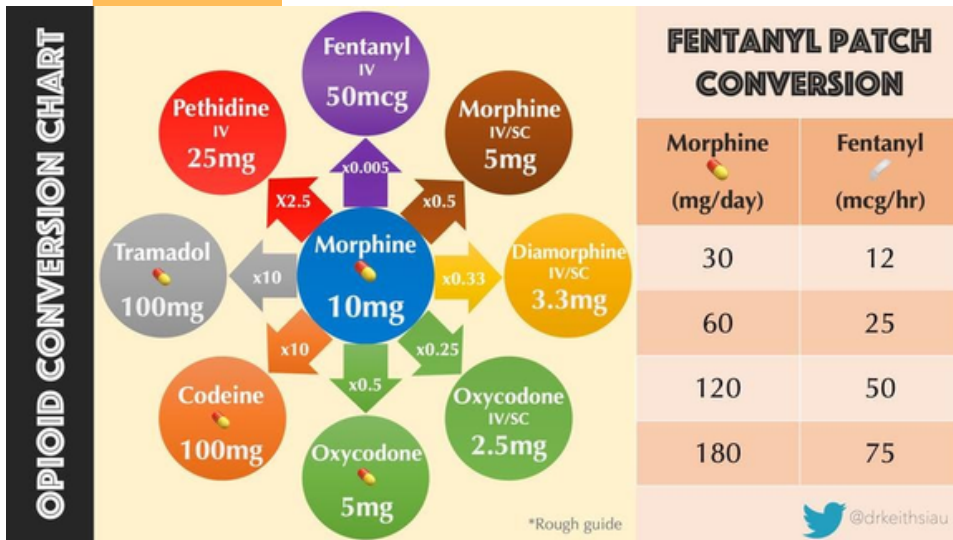 OPIOID CONVERSION CHART
Fentanyl
IV
50mcg
Pethidine
IV
25mg
Morphine
IV/SC
5mg
x0.005
X2.5
x0.5
Tramadol
100mg
x10
Morphine
10mg
x0.33
Diamorphine
IV/SC
3.3mg
x10
x0.5
x0.25
Codeine
100mg
Oxycodone
5mg
Oxycodone
IV/SC
2.5mg
*Rough guide
FENTANYL PATCH
CONVERSION
Morphine Fentanyl
(mg/day) (mcg/hr)
30 12
60 25
120 50
180 75
@drkeithsiau